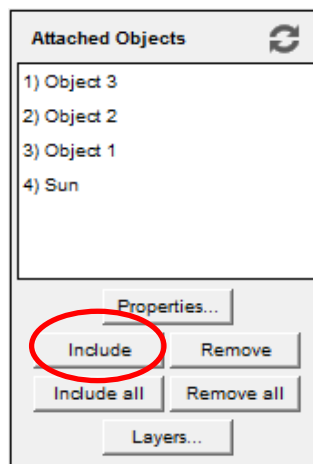 Attached Objects
1) Object 3
2) Object 2
3) Object 1
4) Sun
Properties...
Include Remove
Include all Remove all
Layers...